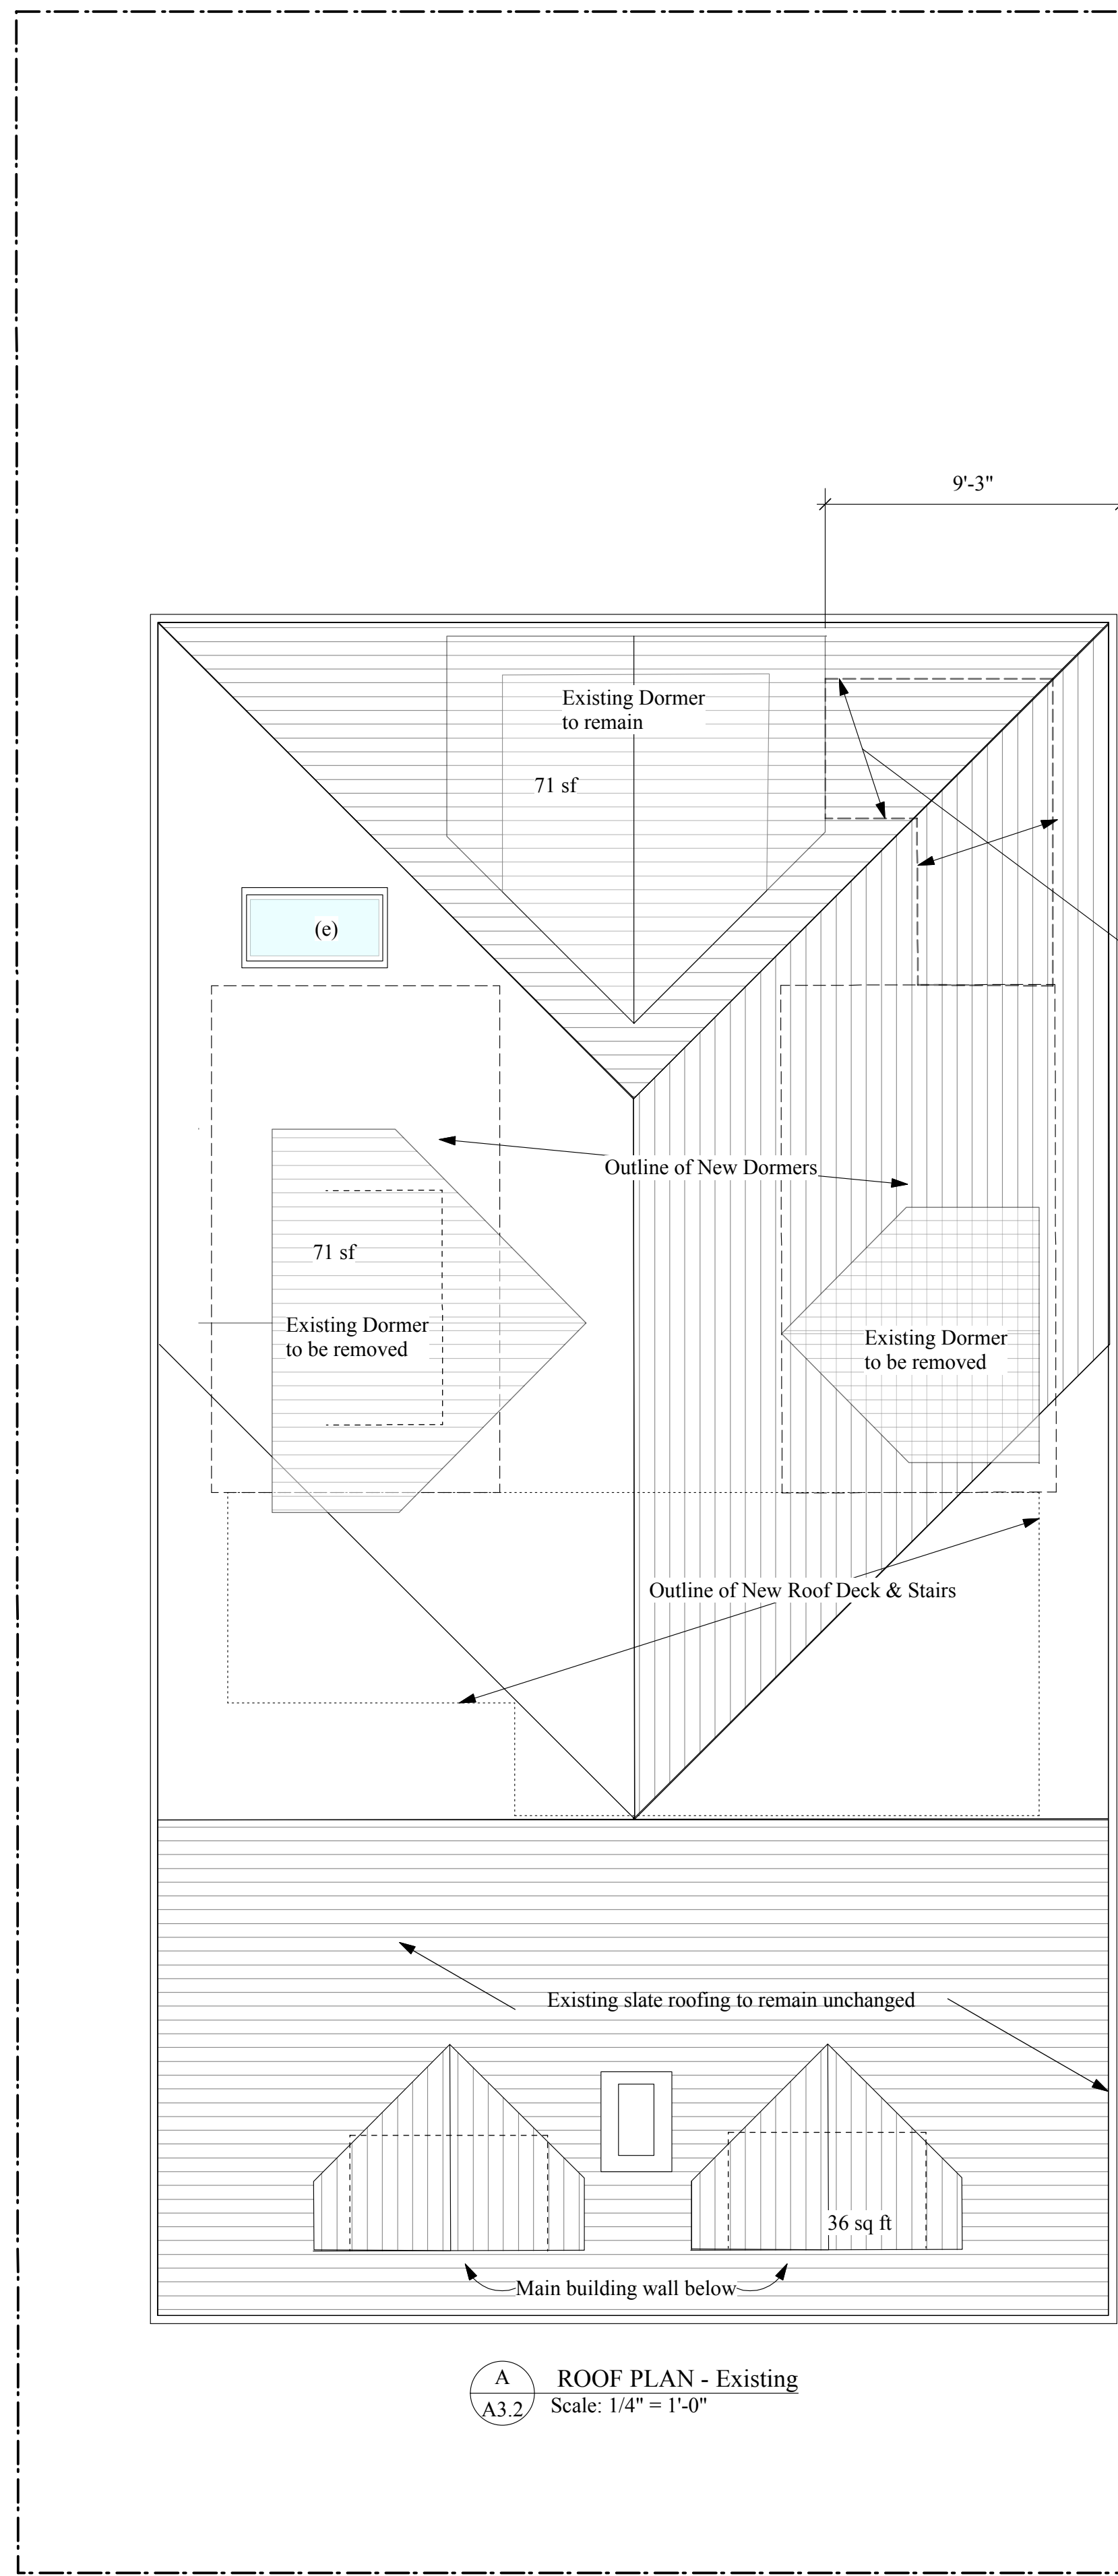 9'-3"
Existing Dormer
to remain
71 sf
(e)
Outline of New Dormers
71 sf
Existing Dormer
to be removed
Existing Dormer
to be removed
Outline of New Roof Deck & Stairs
Existing slate roofing to remain unchanged
36 sq ft
Main building wall below
A
A3.2
ROOF PLAN - Existing
Scale: 1/4" = 1'-0"